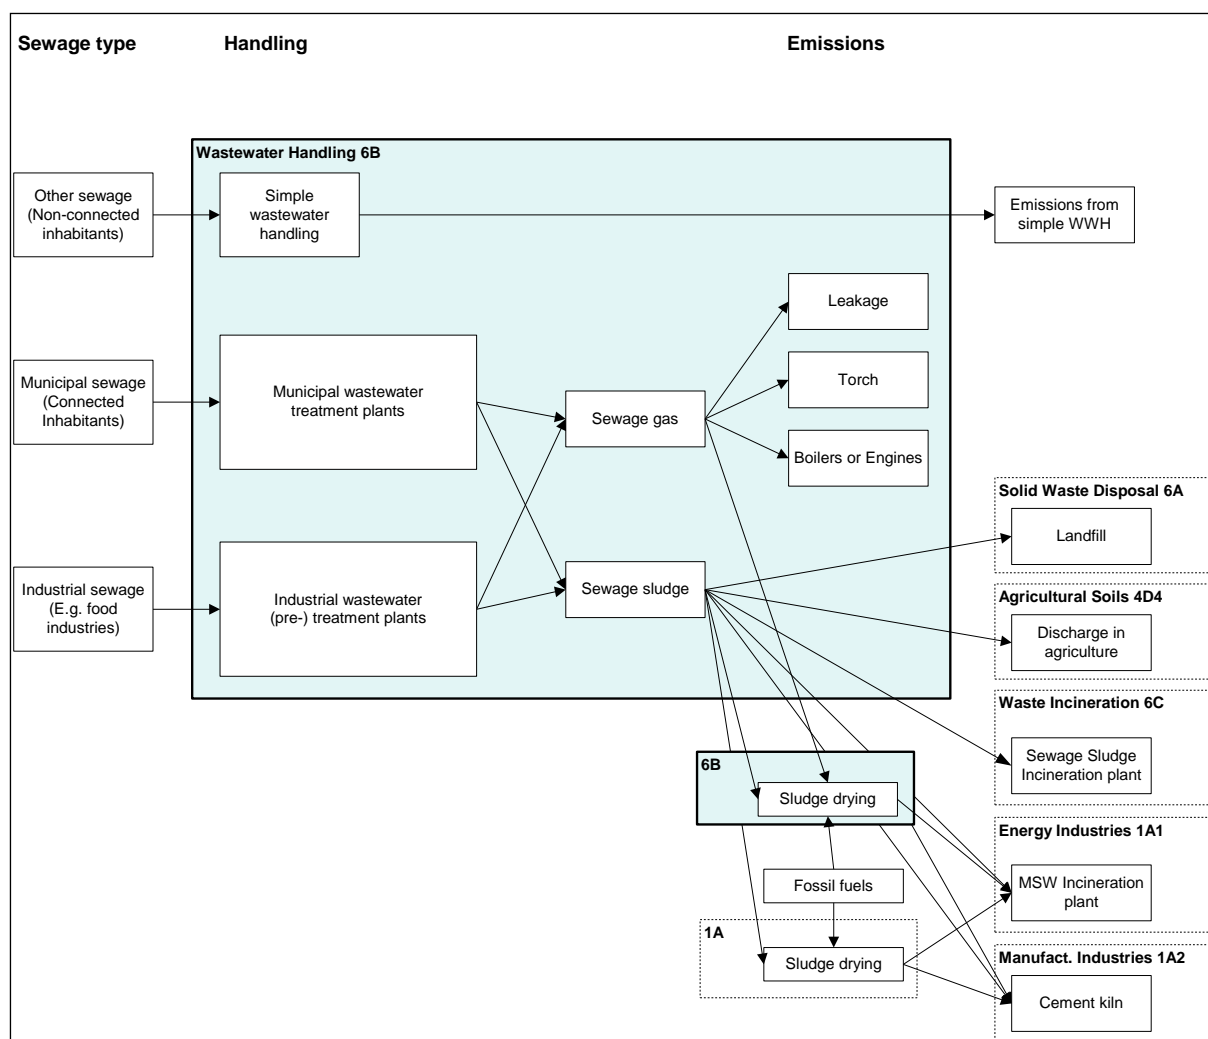 Sewage type
Handling
Emissions
Wastewater Handling 6B
Other sewage
(Non-connected
inhabitants)
Simple
wastewater
handling
Emissions from
simple WWH
Leakage
Municipal sewage
(Connected
Inhabitants)
Municipal wastewater
treatment plants
Sewage gas
Torch
Boilers or Engines
Solid Waste Disposal 6A
Landfill
Industrial sewage
(E.g. food
industries)
Industrial wastewater
(pre-) treatment plants
Sewage sludge
Agricultural Soils 4D4
Discharge in
agriculture
Waste Incineration 6C
Sewage Sludge
Incineration plant
6B
Sludge drying
Energy Industries 1A1
MSW Incineration
plant
Fossil fuels
1A
Sludge drying
Manufact. Industries 1A2
Cement kiln